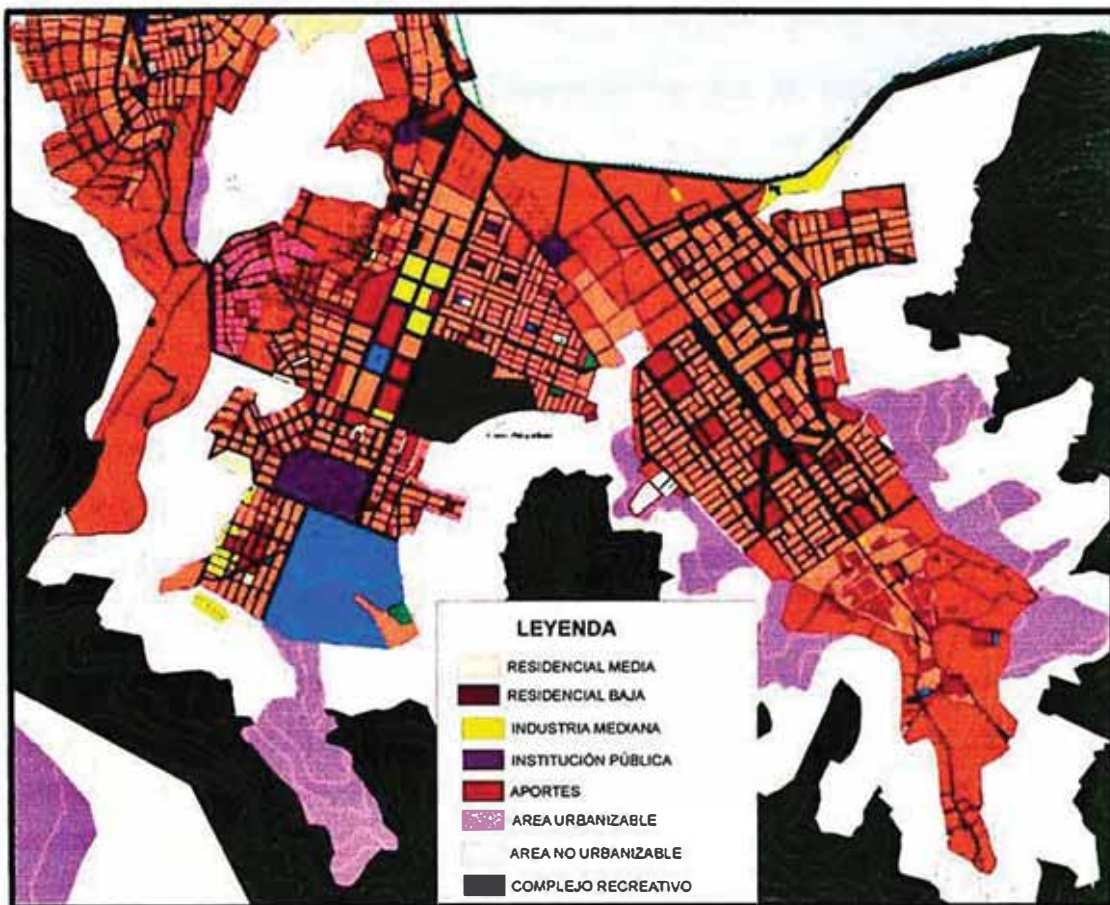 LEYENDA
RESIDENCIAL MEDIA
RESIDENCIAL BAJA
INDUSTRIA MEDIANA
INSTITUCIÓN PÚBLICA
APORTES
AREA URBANIZABLE
AREA NO URBANIZABLE
COMPLEJO RECREATIVO